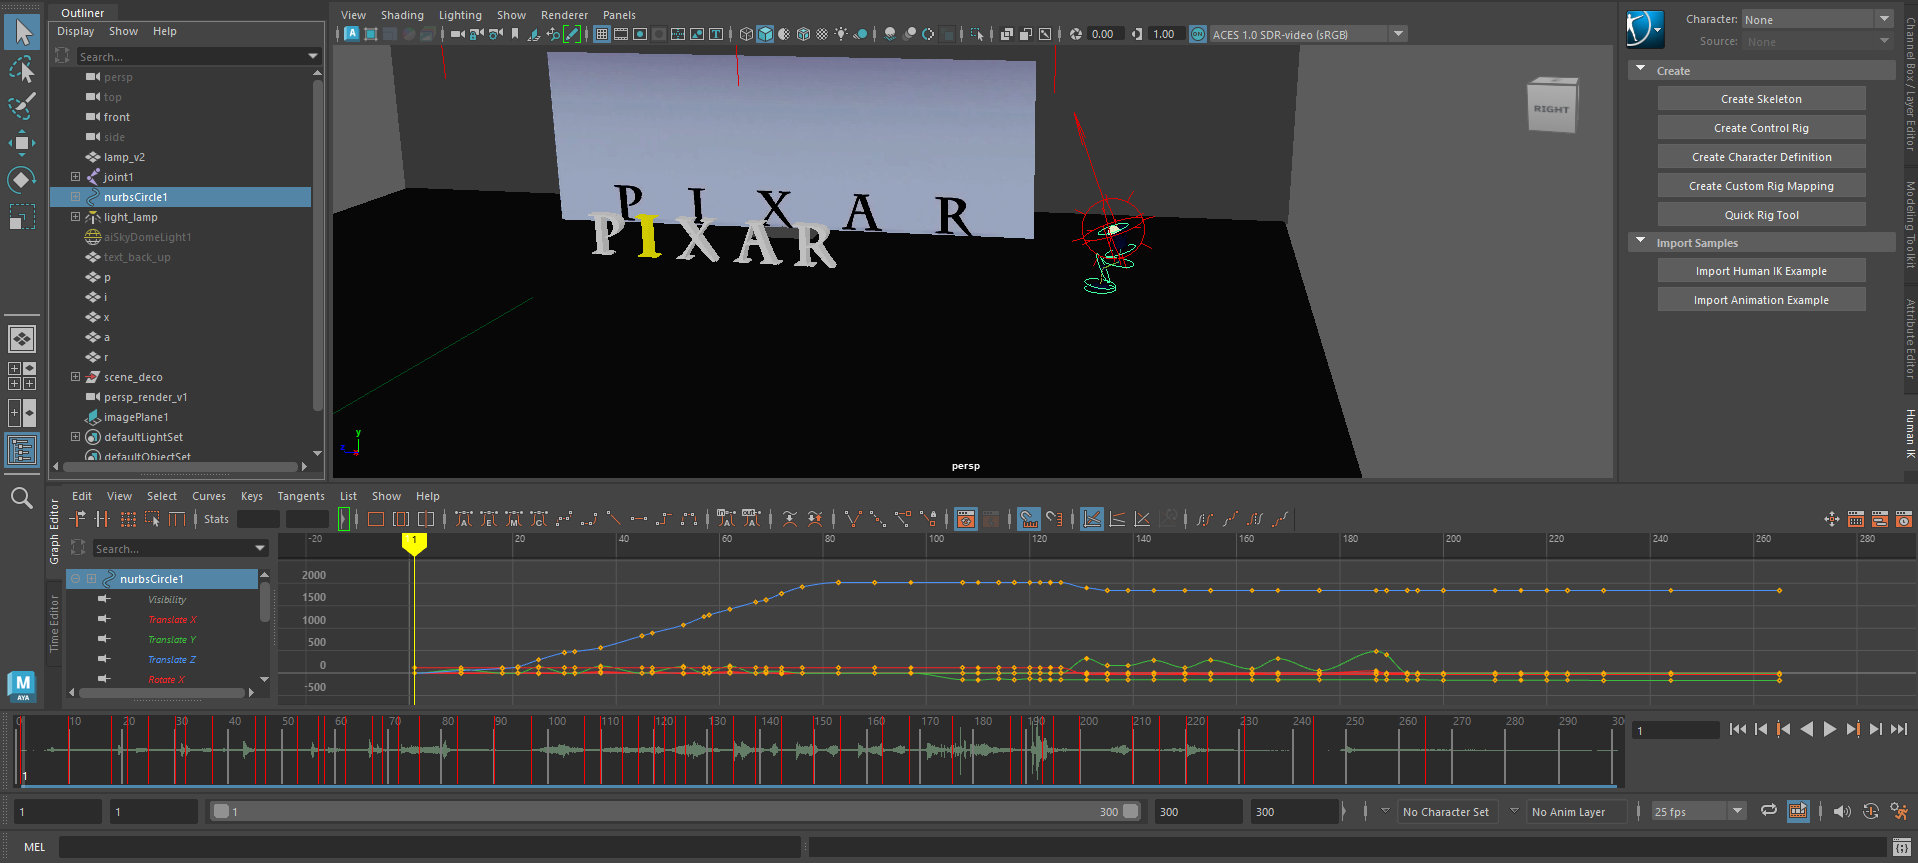 Outliner
Display Show Help
Search...
persp
top
front
side
lamp_v2
joint1
nurbsCircle1
light_lamp
aiSkyDomeLight1
text_back_up
p
i
x
a
r
scene_deco
persp_render_v1
imagePlane1
defaultLightSet
defaultObjectSet
View Shading Lighting Show Renderer Panels
0.00 1.00 ACES 1.0 SDR-video (sRGB)
P I X A R
PIXAR
RIGHT
y
z
persp
Character: None
Source: None
Create
Create Skeleton
Create Control Rig
Create Character Definition
Create Custom Rig Mapping
Quick Rig Tool
Import Samples
Import Human IK Example
Import Animation Example
Channel Box / Layer Editor
Modeling Toolkit
Attribute Editor
Human IK
Graph Editor
Time Editor
Edit View Select Curves Keys Tangents List Show Help
Stats
Search...
nurbsCircle1
Visibility
Translate X
Translate Y
Translate Z
Rotate X
-20 1 20 40 60 80 100 120 140 160 180 200 220 240 260 280
2000
1500
1000
500
0
-500
M
AYA
0 10 20 30 40 50 60 70 80 90 100 110 120 130 140 150 160 170 180 190 200 210 220 230 240 250 260 270 280 290 30
1
1
1 1 1 300 300 300 No Character Set No Anim Layer 25 fps
MEL